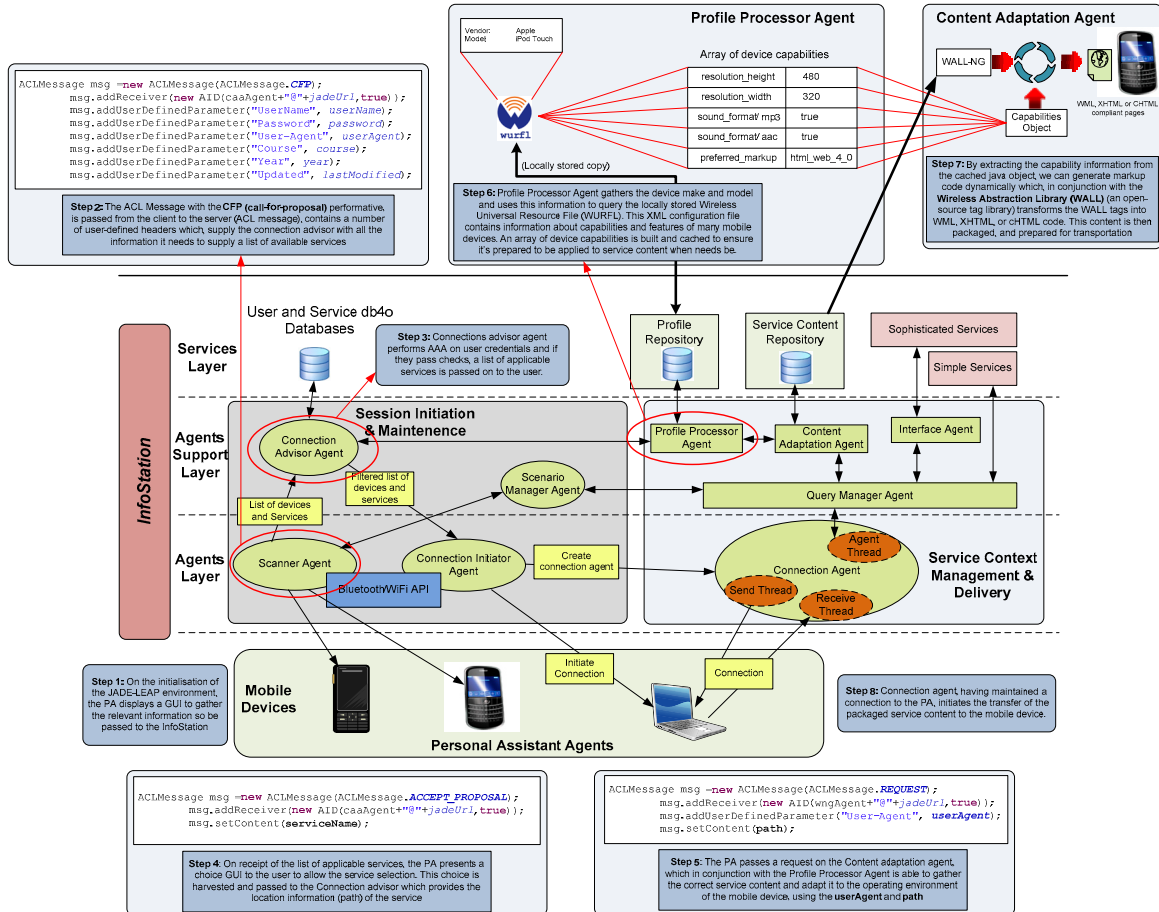 Profile Processor Agent
Vendor: Apple
Model: iPod Touch
wurfl
(Locally stored copy)
Array of device capabilities
resolution_height 480
resolution_width 320
sound_format/ mp3 true
sound_format/ aac true
preferred_markup html_web_4_0
Step 6: Profile Processor Agent gathers the device make and model
and uses this information to query the locally stored Wireless
Universal Resource File (WURFL). This XML configuration file
contains information about capabilities and features of many mobile
devices. An array of device capabilities is built and cached to ensure
it's prepared to be applied to service content when needs be.
Content Adaptation Agent
WALL-NG
WML, XHTML or CHTML
compliant pages
Capabilities
Object
Step 7: By extracting the capability information from
the cached java object, we can generate markup
code dynamically which, in conjunction with the
Wireless Abstraction Library (WALL) (an open-
source tag library) transforms the WALL tags into
WML, XHTML, or cHTML code. This content is then
packaged, and prepared for transportation
ACLMessage msg =new ACLMessage(ACLMessage.CFP);
msg.addReceiver(new AID(caaAgent+"@"+jadeUrl,true));
msg.addUserDefinedParameter("UserName", userName);
msg.addUserDefinedParameter("Password", password);
msg.addUserDefinedParameter("User-Agent", userAgent);
msg.addUserDefinedParameter("Course", course);
msg.addUserDefinedParameter("Year", year);
msg.addUserDefinedParameter("Updated", lastModified);
Step 2: The ACL Message with the CFP (call-for-proposal) performative,
is passed from the client to the server (ACL message), contains a number
of user-defined headers which, supply the connection advisor with all the
information it needs to supply a list of available services
InfoStation
Services
Layer
Agents
Support
Layer
Agents
Layer
User and Service db4o
Databases
Step 3: Connections advisor agent
performs AAA on user credentials and if
they pass checks, a list of applicable
services is passed on to the user.
Profile
Repository
Service Content
Repository
Sophisticated Services
Simple Services
Session Initiation
& Maintenence
Connection
Advisor Agent
Filtered list of
devices and
services
List of devices
and Services
Scenario
Manager Agent
Scanner Agent
Bluetooth/WiFi API
Connection Initiator
Agent
Create
connection agent
Profile Processor
Agent
Content
Adaptation Agent
Interface Agent
Query Manager Agent
Agent
Thread
Connection Agent
Send Thread
Receive
Thread
Service Context
Management &
Delivery
Step 1: On the initialisation of
the JADE-LEAP environment,
the PA displays a GUI to gather
the relevant information so be
passed to the InfoStation
Mobile
Devices
Initiate
Connection
Connection
Personal Assistant Agents
Step 8: Connection agent, having maintained a
connection to the PA, initiates the transfer of the
packaged service content to the mobile device.
ACLMessage msg =new ACLMessage(ACLMessage.ACCEPT_PROPOSAL);
msg.addReceiver(new AID(caaAgent+"@"+jadeUrl,true));
msg.setContent(serviceName);
Step 4: On receipt of the list of applicable services, the PA presents a
choice GUI to the user to allow the service selection. This choice is
harvested and passed to the Connection advisor which provides the
location information (path) of the service
ACLMessage msg =new ACLMessage(ACLMessage.REQUEST);
msg.addReceiver(new AID(wngAgent+"@"+jadeUrl,true));
msg.addUserDefinedParameter("User-Agent", userAgent);
msg.setContent(path);
Step 5: The PA passes a request on the Content adaptation agent,
which in conjunction with the Profile Processor Agent is able to gather
the correct service content and adapt it to the operating environment
of the mobile device, using the userAgent and path